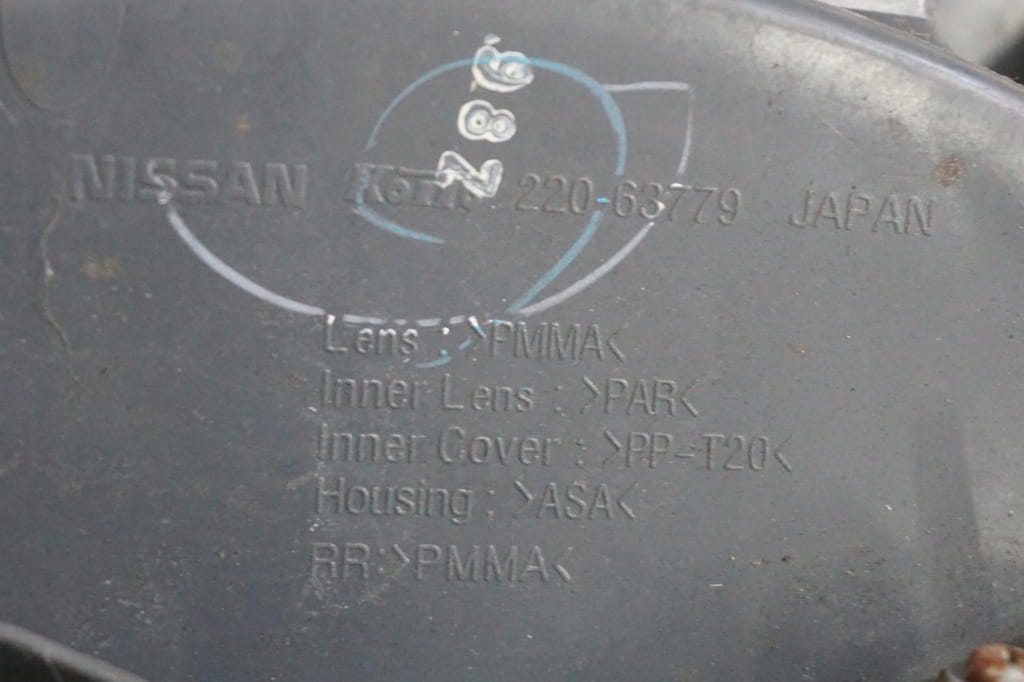 NISSAN Koito 220-63779 JAPAN
Lens : >PMMA<
Inner Lens : >PAR<
Inner Cover : >PP-T20<
Housing : >ASA<
RR:>PMMA<